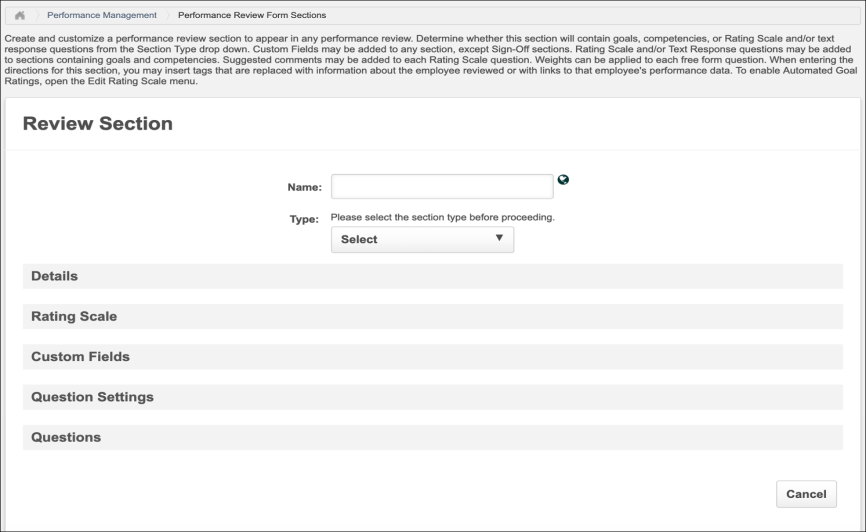 Performance Management Performance Review Form Sections
Create and customize a performance review section to appear in any performance review. Determine whether this section will contain goals, competencies, or Rating Scale and/or text
response questions from the Section Type drop down. Custom Fields may be added to any section, except Sign-Off sections. Rating Scale and/or Text Response questions may be added
to sections containing goals and competencies. Suggested comments may be added to each Rating Scale question. Weights can be applied to each free form question. When entering the
directions for this section, you may insert tags that are replaced with information about the employee reviewed or with links to that employee's performance data. To enable Automated Goal
Ratings, open the Edit Rating Scale menu.
Review Section
Name:
Type: Please select the section type before proceeding.
Select
Details
Rating Scale
Custom Fields
Question Settings
Questions
Cancel